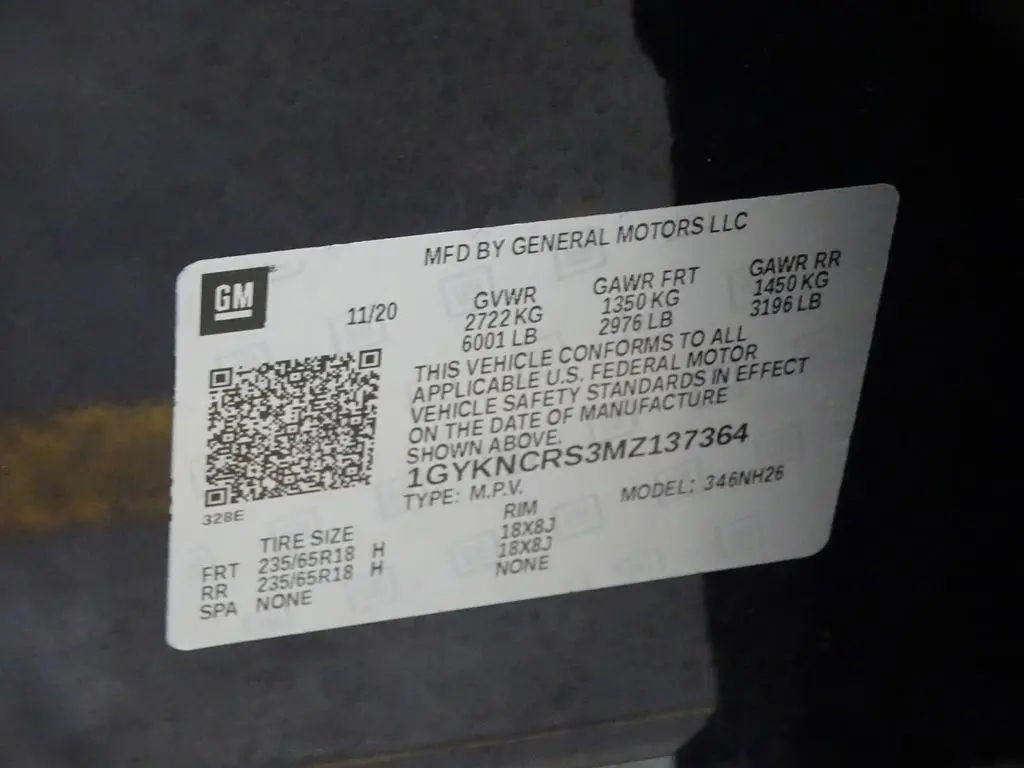 MFD BY GENERAL MOTORS LLC
GM
11/20
GVWR
2722 KG
6001 LB
GAWR FRT
1350 KG
2976 LB
GAWR RR
1450 KG
3196 LB
THIS VEHICLE CONFORMS TO ALL
APPLICABLE U.S. FEDERAL MOTOR
VEHICLE SAFETY STANDARDS IN EFFECT
ON THE DATE OF MANUFACTURE
SHOWN ABOVE.
1GYKNCRS3MZ137364
TYPE: M.P.V. MODEL: 346NH26
328E
TIRE SIZE RIM
FRT 235/65R18 H 18X8J
RR 235/65R18 H 18X8J
SPA NONE NONE